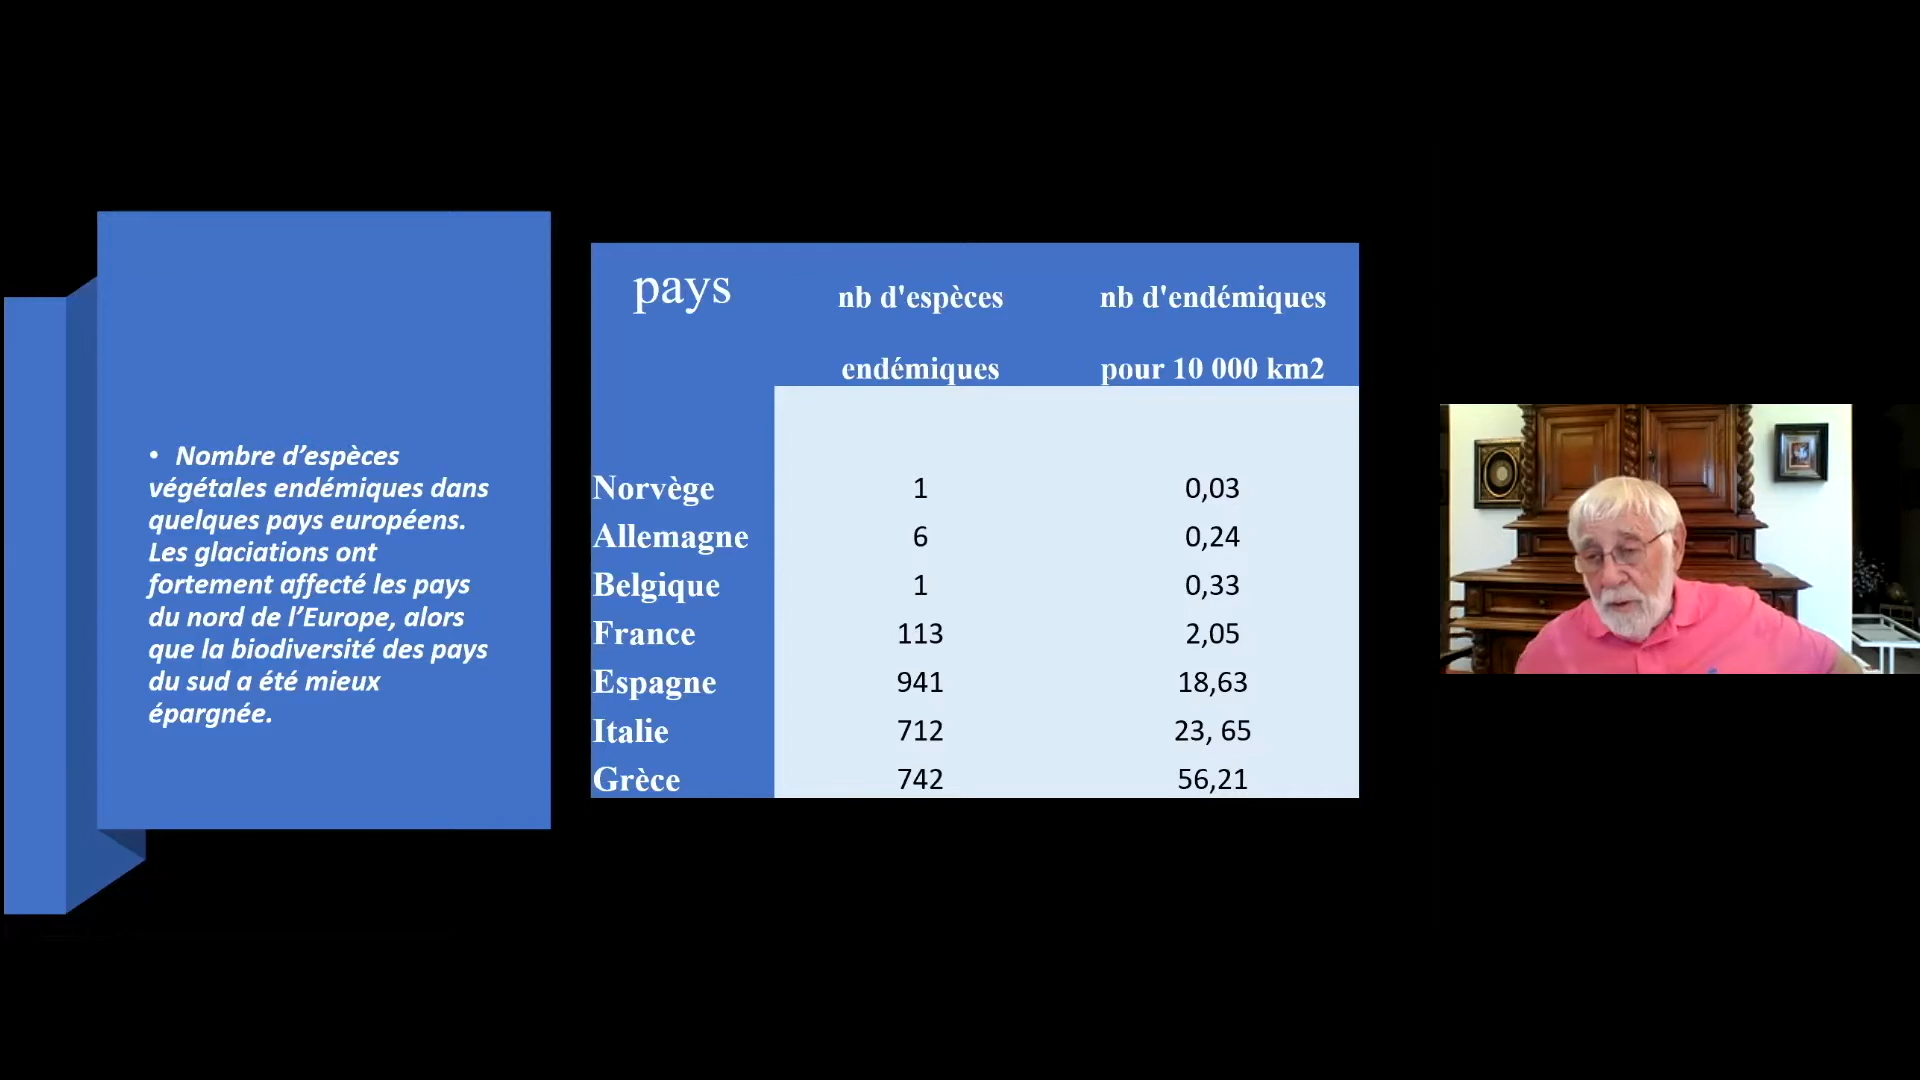 • Nombre d’espèces
végétales endémiques dans
quelques pays européens.
Les glaciations ont
fortement affecté les pays
du nord de l’Europe, alors
que la biodiversité des pays
du sud a été mieux
épargnée.
pays nb d'espèces nb d'endémiques
endémiques pour 10 000 km2
Norvège 1 0,03
Allemagne 6 0,24
Belgique 1 0,33
France 113 2,05
Espagne 941 18,63
Italie 712 23, 65
Grèce 742 56,21